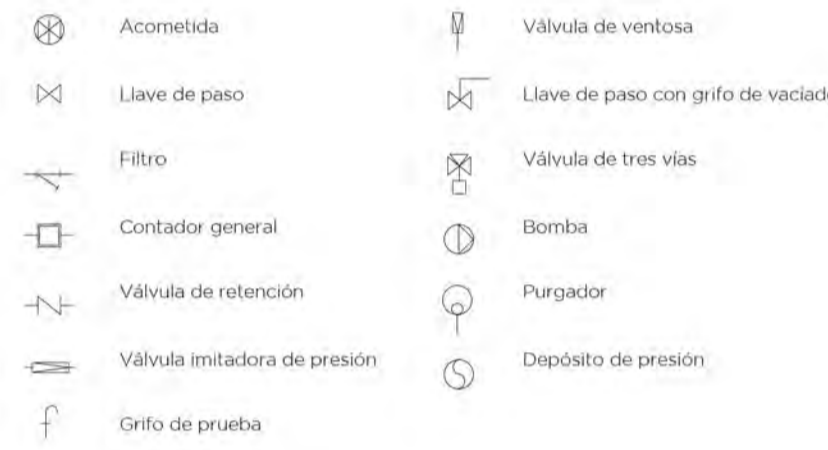 Acometida
Llave de paso
Filtro
Contador general
Válvula de retención
Válvula imitadora de presión
Grifo de prueba
Válvula de ventosa
Llave de paso con grifo de vaciad
Válvula de tres vías
Bomba
Purgador
Depósito de presión